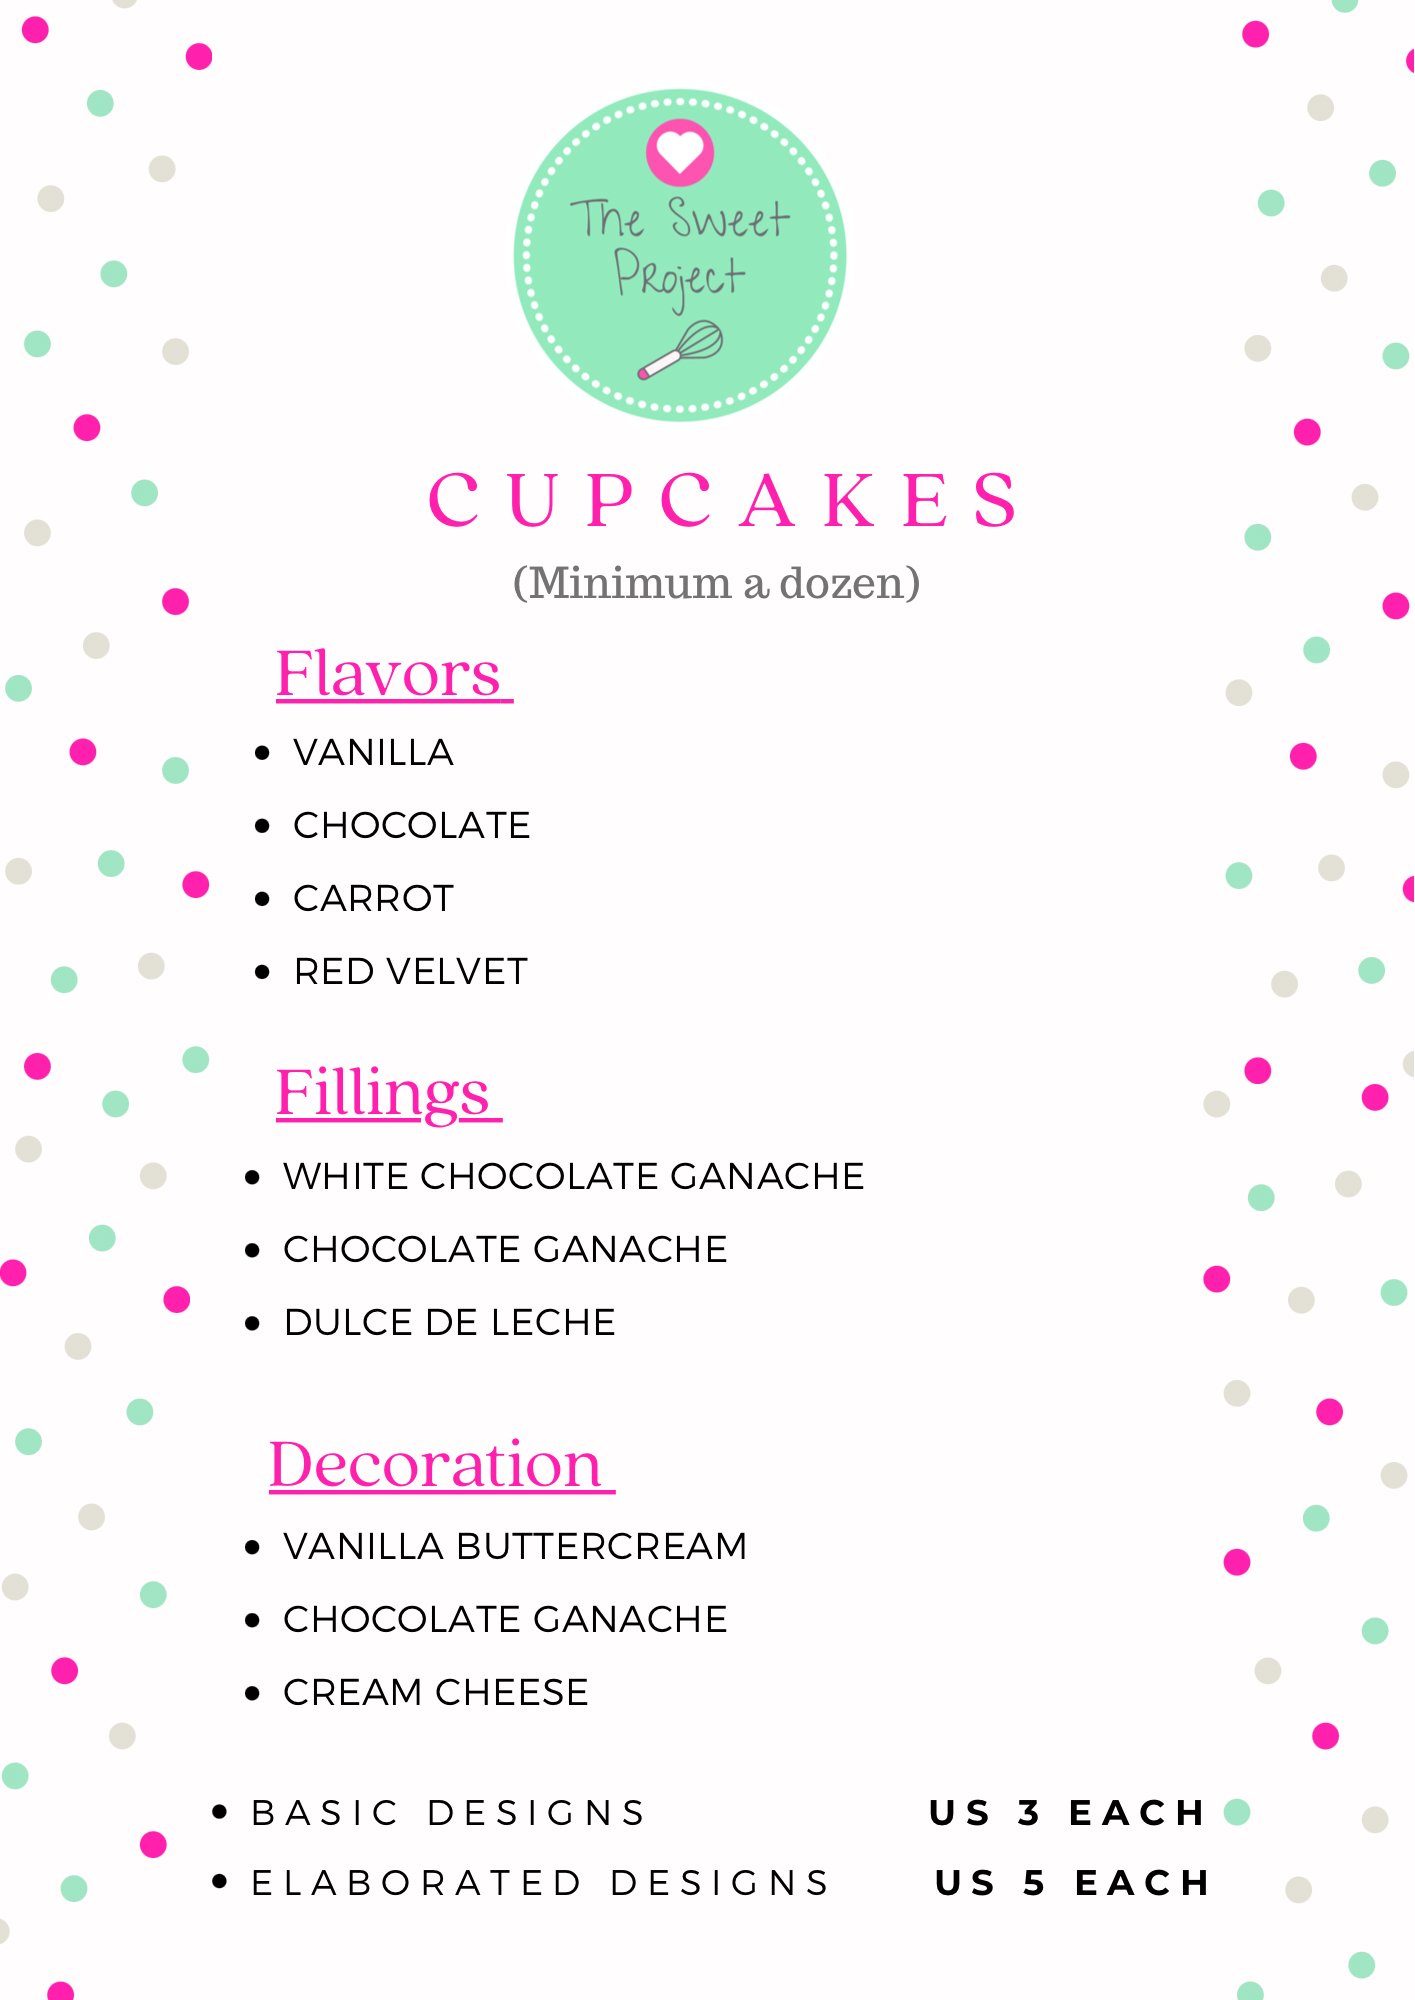 The Sweet
Project
CUPCAKES
(Minimum a dozen)
Flavors
• VANILLA
• CHOCOLATE
• CARROT
• RED VELVET
Fillings
• WHITE CHOCOLATE GANACHE
• CHOCOLATE GANACHE
• DULCE DE LECHE
Decoration
• VANILLA BUTTERCREAM
• CHOCOLATE GANACHE
• CREAM CHEESE
• BASIC DESIGNS US 3 EACH
• ELABORATED DESIGNS US 5 EACH